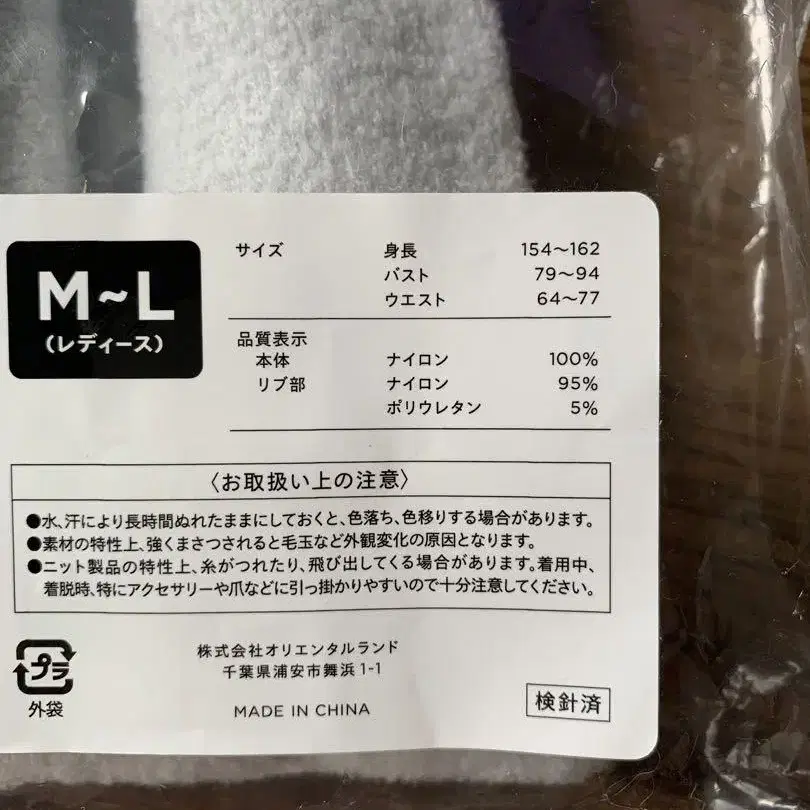 M~L
（レディース）
サイズ 身長 154〜162
バスト 79〜94
ウエスト 64〜77
品質表示
本体 ナイロン 100%
リブ部 ナイロン 95%
ポリウレタン 5%
〈お取扱い上の注意〉
●水、汗により長時間ぬれたままにしておくと、色落ち、色移りする場合があります。
●素材の特性上、強くまさつされると毛玉など外観変化の原因となります。
●ニット製品の特性上、糸がつれたり、飛び出してくる場合があります。着用中、
着脱時、特にアクセサリーや爪などに引っ掛かりやすいので十分注意してください。
プラ
外袋
株式会社オリエンタルランド
千葉県浦安市舞浜1-1
MADE IN CHINA
検針済